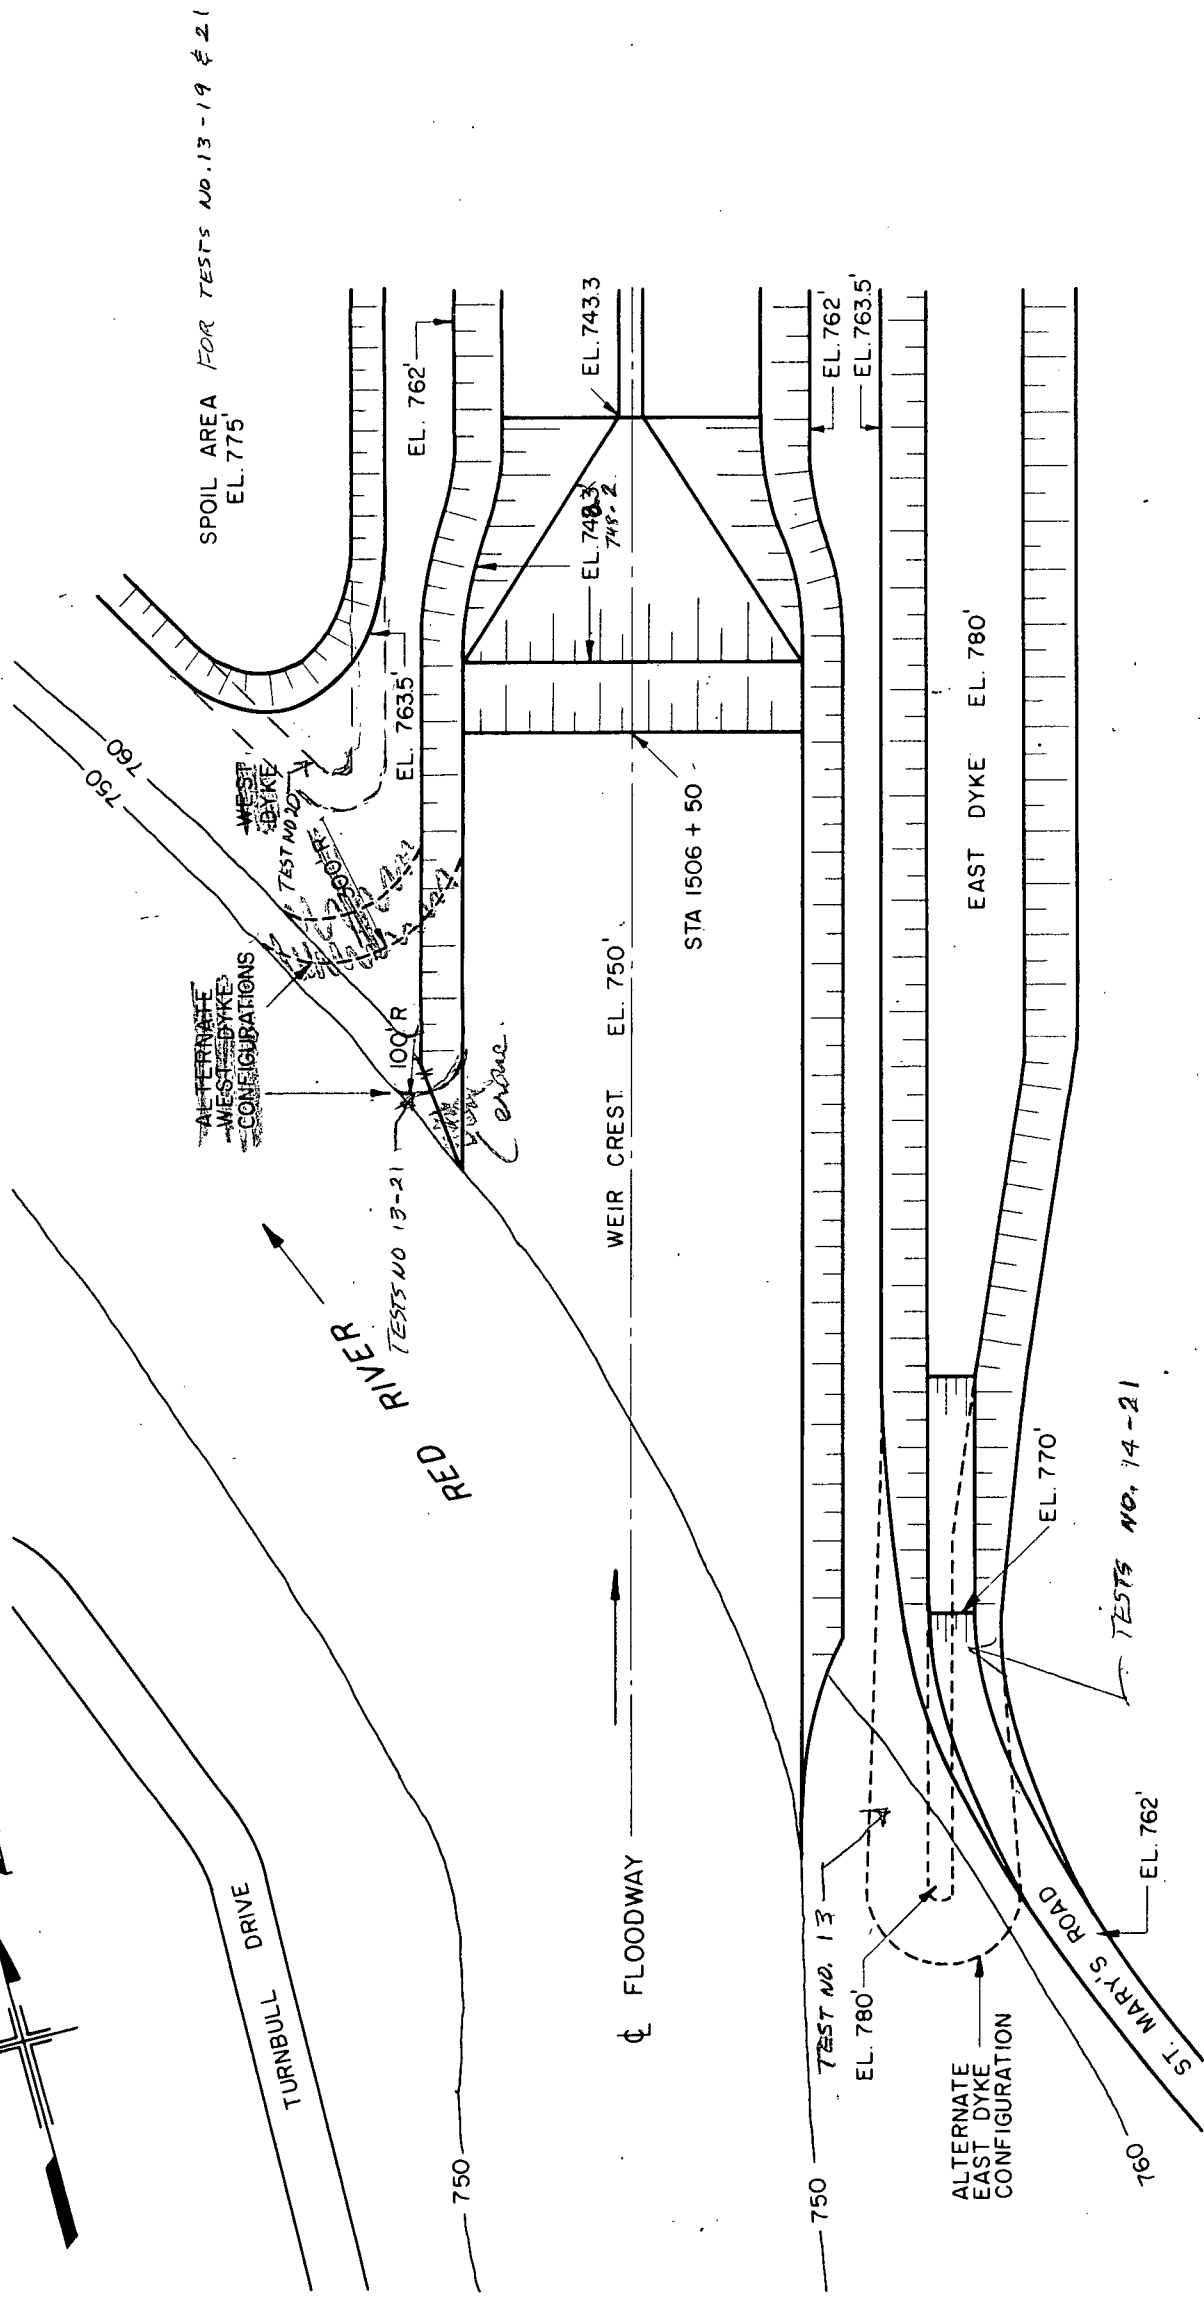 SPOIL AREA FOR TESTS NO. 13-19 & 21
EL. 775'
EL. 762'
EL. 743.3
EL. 762'
EL. 763.5'
EL. 748.3
748.2
EL. 763.5'
760
750
WEST
DYKE
TEST NO 20
300' R
ALTERNATE
WEST DYKE
CONFIGURATIONS
100' R
Erase.
TESTS NO 13-21
STA 1506 + 50
WEIR CREST EL. 750'
EAST DYKE EL. 780'
RED RIVER
EL. 770'
TESTS NO. 14-21
TURNBULL DRIVE
℄ FLOODWAY
TEST NO. 13
EL. 780'
ALTERNATE
EAST DYKE
CONFIGURATION
ST. MARY'S ROAD
EL. 762'
750
750
760